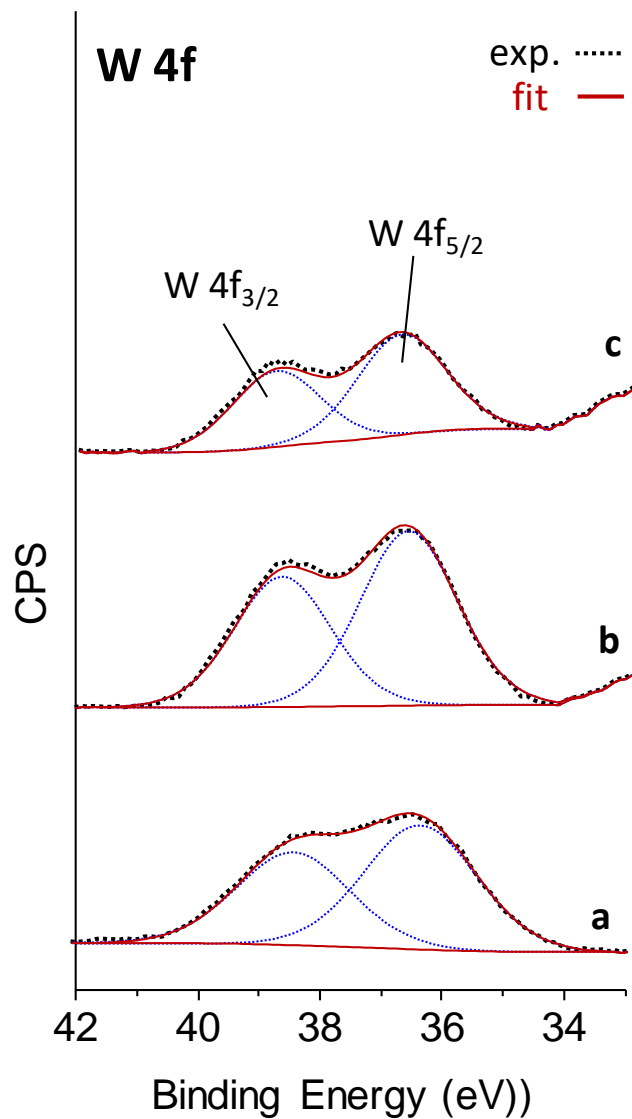 W 4f
exp.
fit
W 4f5/2
W 4f3/2
c
b
a
CPS
42 40 38 36 34
Binding Energy (eV))